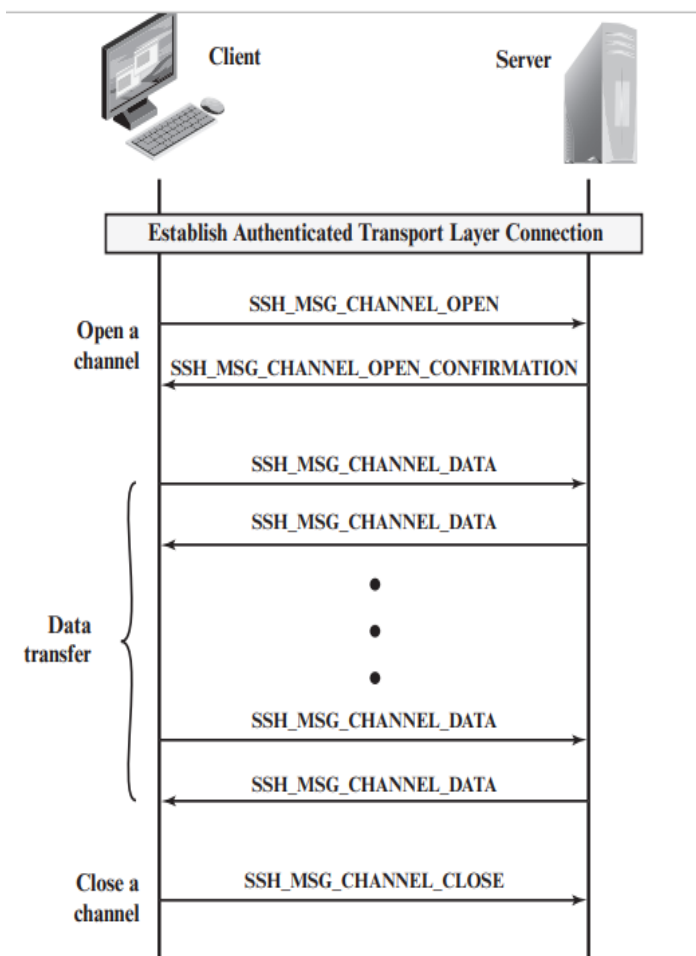 Client
Server
Establish Authenticated Transport Layer Connection
SSH_MSG_CHANNEL_OPEN
Open a
channel
SSH_MSG_CHANNEL_OPEN_CONFIRMATION
SSH_MSG_CHANNEL_DATA
SSH_MSG_CHANNEL_DATA
Data
transfer
SSH_MSG_CHANNEL_DATA
SSH_MSG_CHANNEL_DATA
Close a
channel
SSH_MSG_CHANNEL_CLOSE